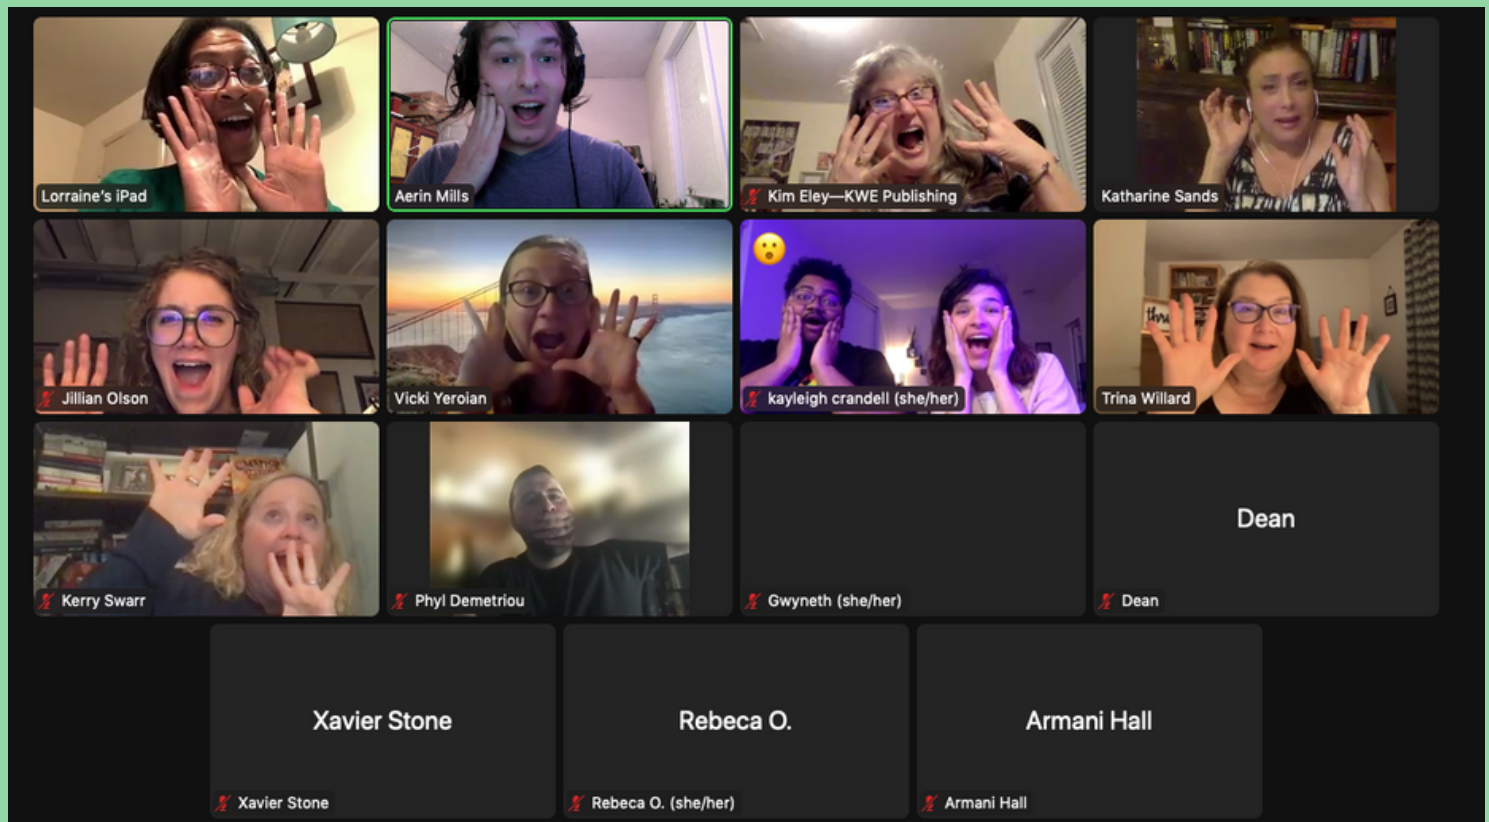 Lorraine's iPad
Aerin Mills
Kim Eley—KWE Publishing
Katharine Sands
Jillian Olson
Vicki Yeroian
kayleigh crandell (she/her)
thr
Trina Willard
Kerry Swarr
Phyl Demetriou
Gwyneth (she/her)
Dean
Dean
Xavier Stone
Xavier Stone
Rebeca O.
Rebeca O. (she/her)
Armani Hall
Armani Hall